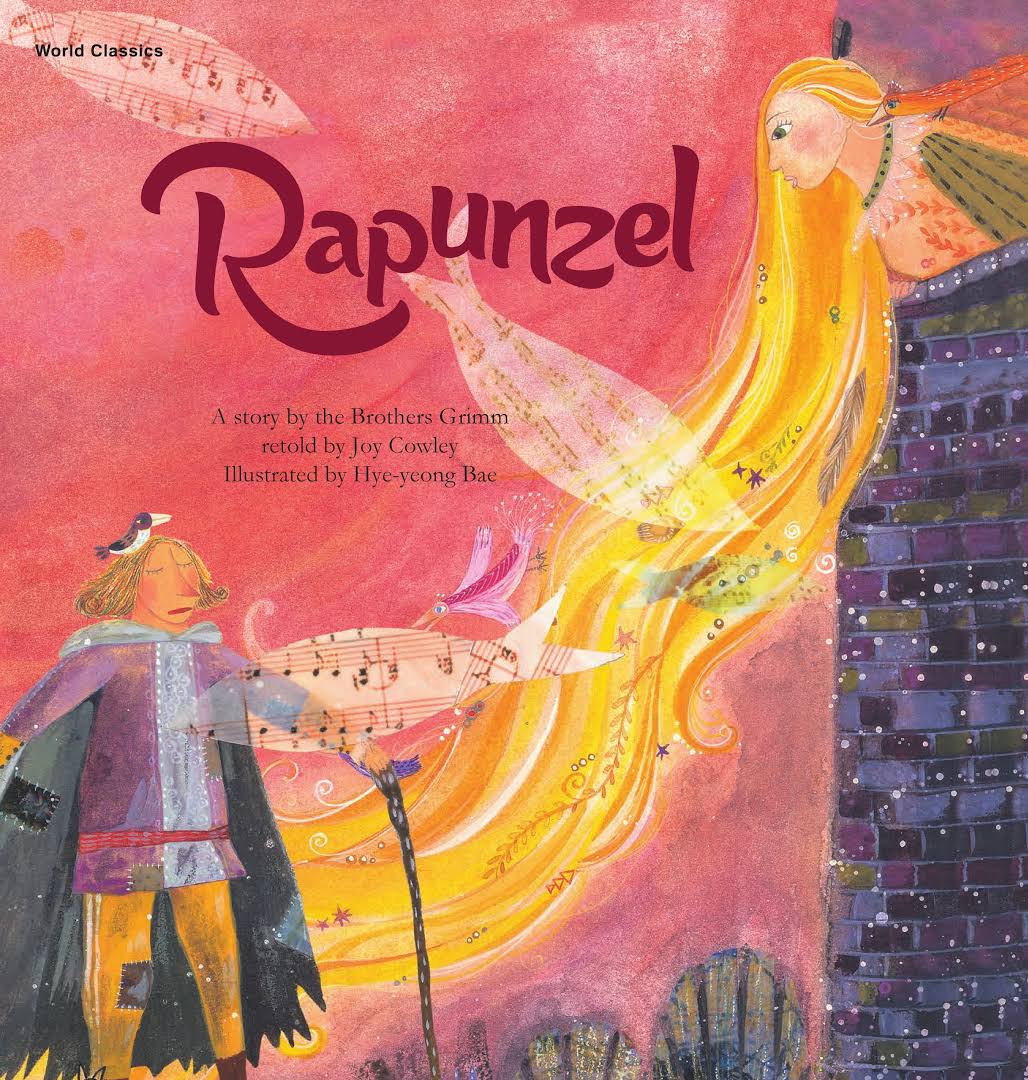 World Classics
Rapunzel
A story by the Brothers Grimm
retold by Joy Cowley
Illustrated by Hye-yeong Bae